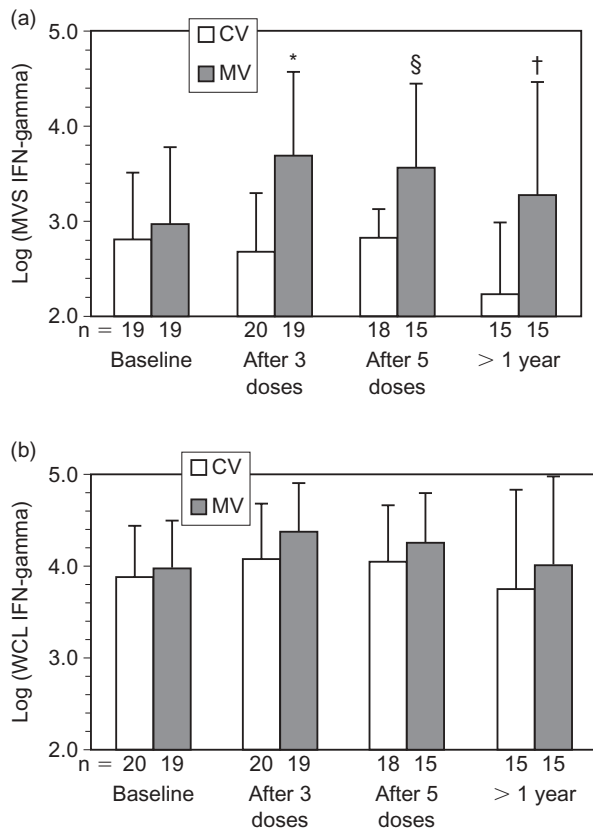 (a)
5.0
CV
MV
*
§
†
4.0
3.0
2.0
Log (MVS IFN-gamma)
n = 19 19 20 19 18 15 15 15
Baseline After 3 After 5 > 1 year
doses doses
(b)
5.0
CV
MV
4.0
3.0
2.0
Log (WCL IFN-gamma)
n = 20 19 20 19 18 15 15 15
Baseline After 3 After 5 > 1 year
doses doses